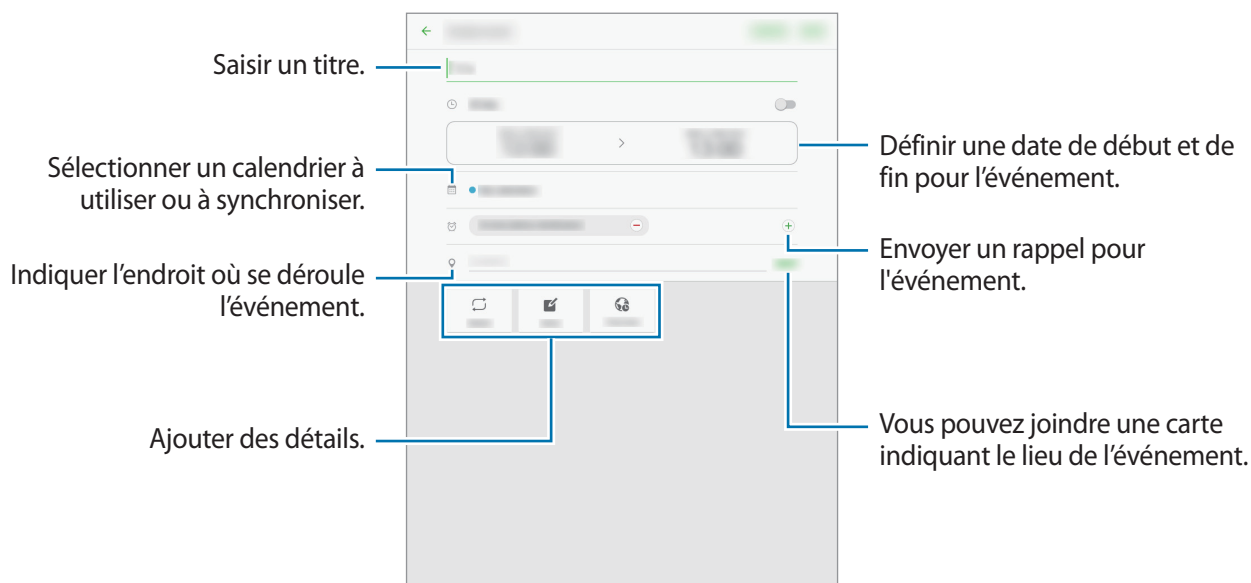 Saisir un titre.
Sélectionner un calendrier à
utiliser ou à synchroniser.
Indiquer l’endroit où se déroule
l’événement.
Ajouter des détails.
Définir une date de début et de
fin pour l’événement.
Envoyer un rappel pour
l'événement.
Vous pouvez joindre une carte
indiquant le lieu de l’événement.